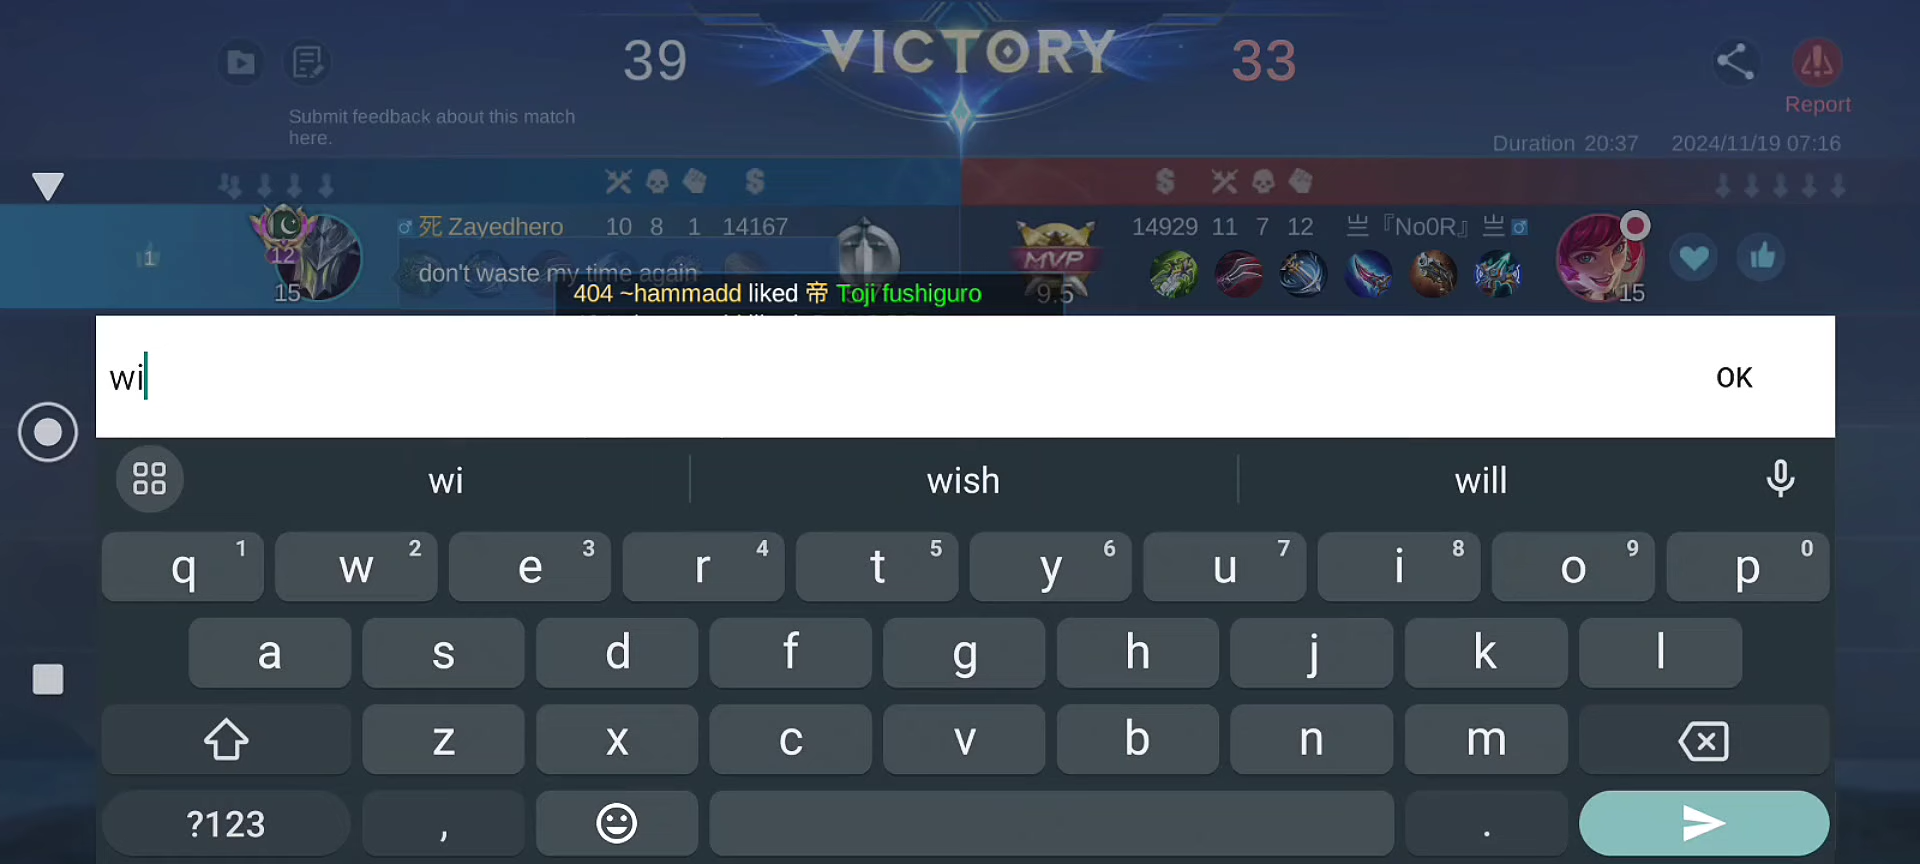 39 VICTORY 33
Submit feedback about this match
here.
Report
Duration 20:37 2024/11/19 07:16
死 Zayedhero 10 8 1 14167
14929 11 7 12 亗『No0R』亗
1
12
15
don't waste my time again
MVP
9.5
15
404 ~hammadd liked 帝 Toji fushiguro
wi
OK
wi wish will
q 1 w 2 e 3 r 4 t 5 y 6 u 7 i 8 o 9 p 0
a s d f g h j k l
z x c v b n m
?123 , .